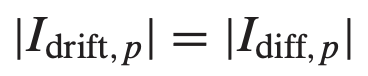 |I_{drift, p}| = |I_{diff, p}|